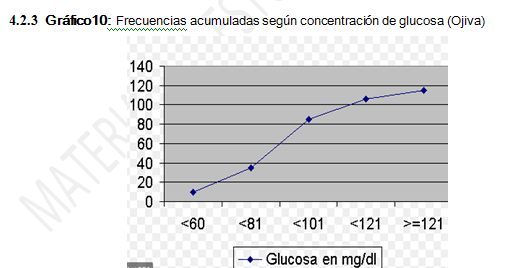 4.2.3 Gráfico10: Frecuencias acumuladas según concentración de glucosa (Ojiva)
140
120
100
80
60
40
20
0
<60 <81 <101 <121 >=121
Glucosa en mg/dl